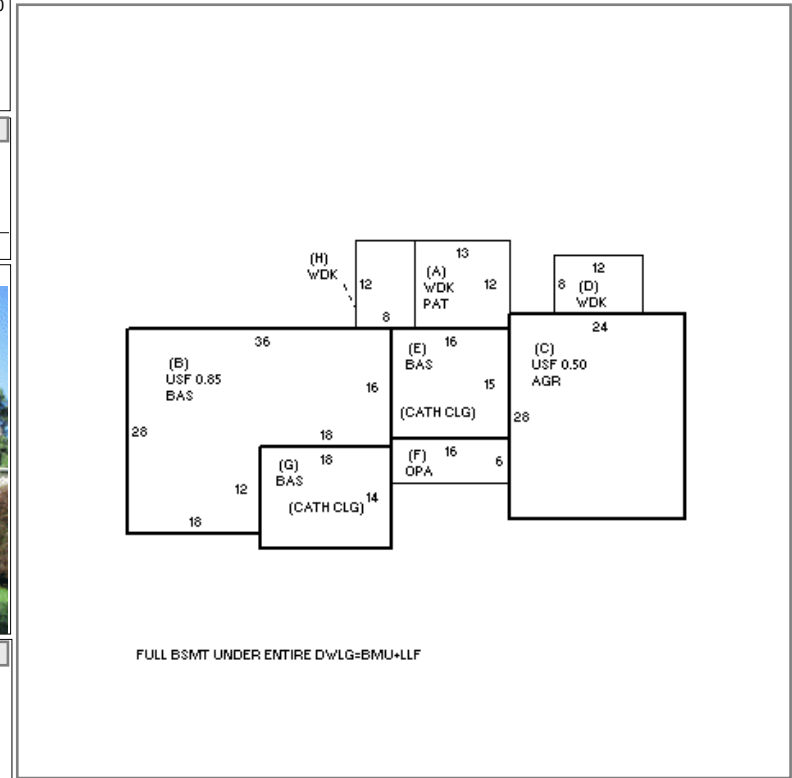 13
(H)
WDK
12
(A)
WDK
PAT
12
8
12
8
(D)
WDK
36
(B)
USF 0.85
BAS
16
28
18
12
18
(E)
16
BAS
15
(CATH CLG)
(F)
16
OPA
6
(G)
18
BAS
14
(CATH CLG)
24
(C)
USF 0.50
AGR
28
FULL BSMT UNDER ENTIRE DWLG=BMU+LLF